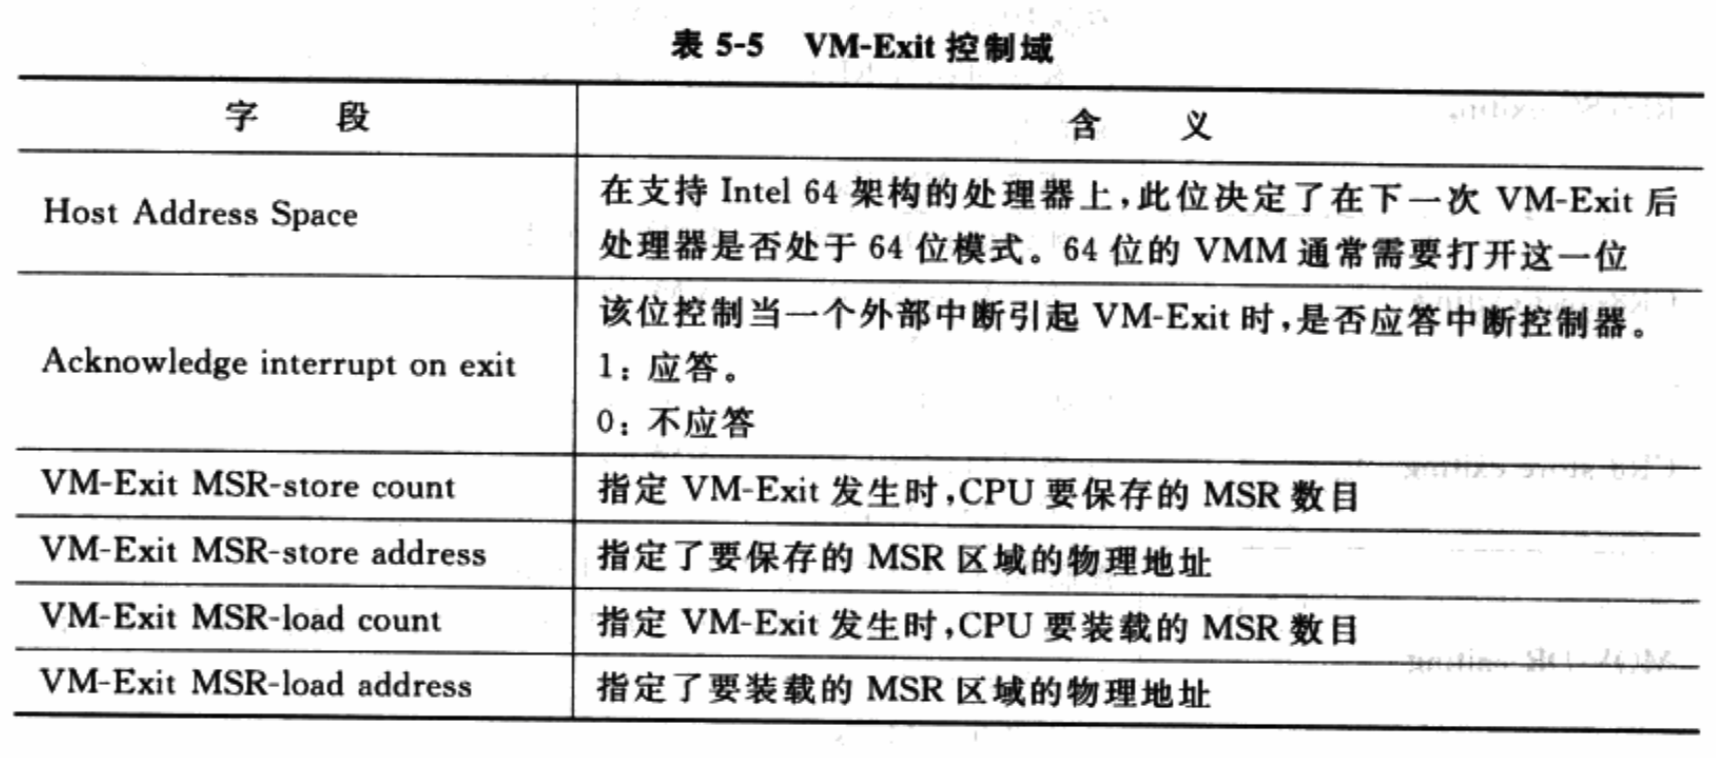 表 5-5 VM-Exit 控制域
字 段 含 义
Host Address Space
在支持 Intel 64 架构的处理器上,此位决定了在下一次 VM-Exit 后
处理器是否处于 64 位模式。64 位的 VMM 通常需要打开这一位
Acknowledge interrupt on exit
该位控制当一个外部中断引起 VM-Exit 时,是否应答中断控制器。
1: 应答。
0: 不应答
VM-Exit MSR-store count 指定 VM-Exit 发生时,CPU 要保存的 MSR 数目
VM-Exit MSR-store address 指定了要保存的 MSR 区域的物理地址
VM-Exit MSR-load count 指定 VM-Exit 发生时,CPU 要装载的 MSR 数目
VM-Exit MSR-load address 指定了要装载的 MSR 区域的物理地址